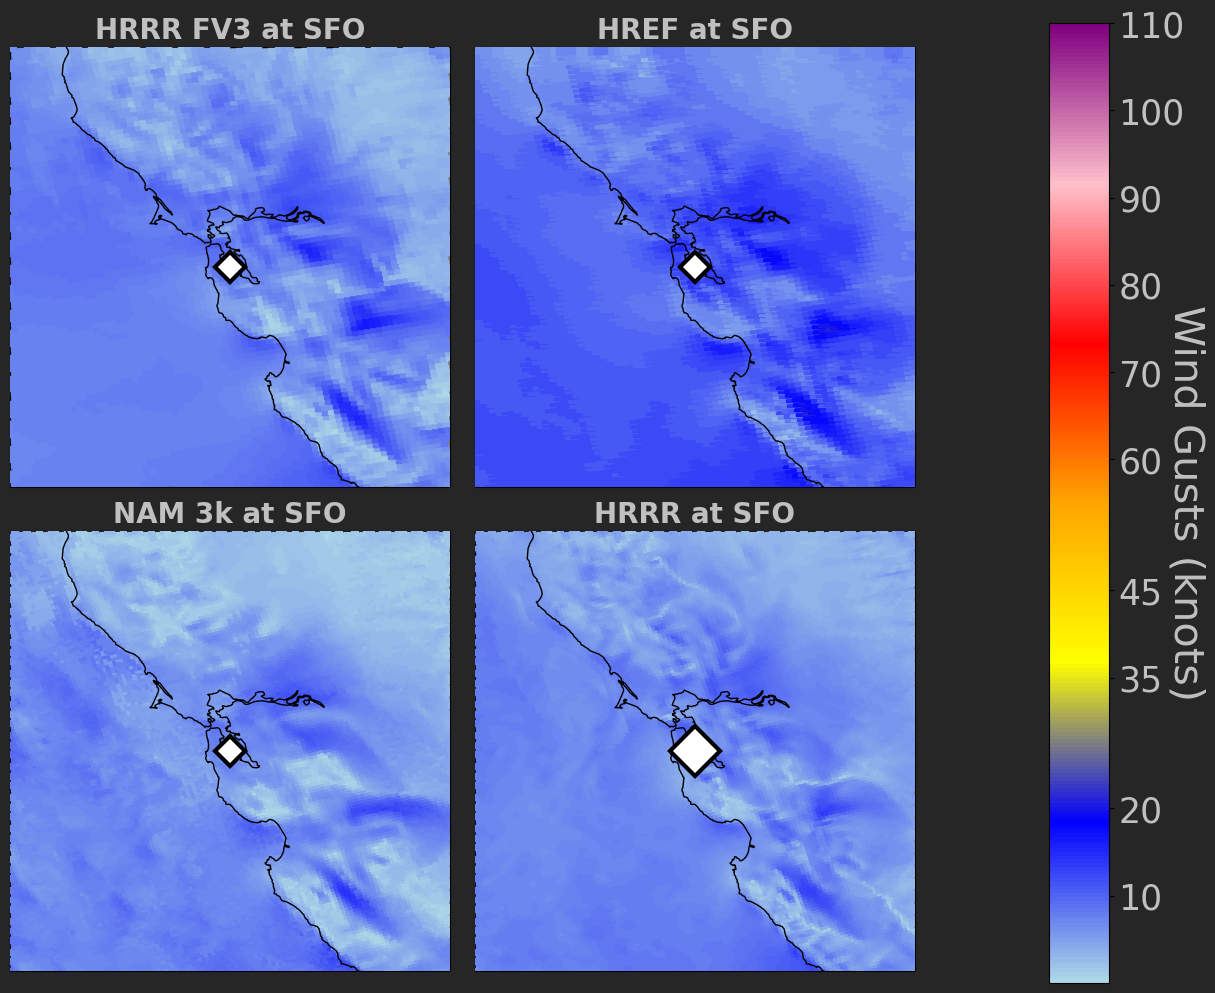 HRRR FV3 at SFO
HREF at SFO
NAM 3k at SFO
HRRR at SFO
110
100
90
80
70
60
45
35
20
10
Wind Gusts (knots)